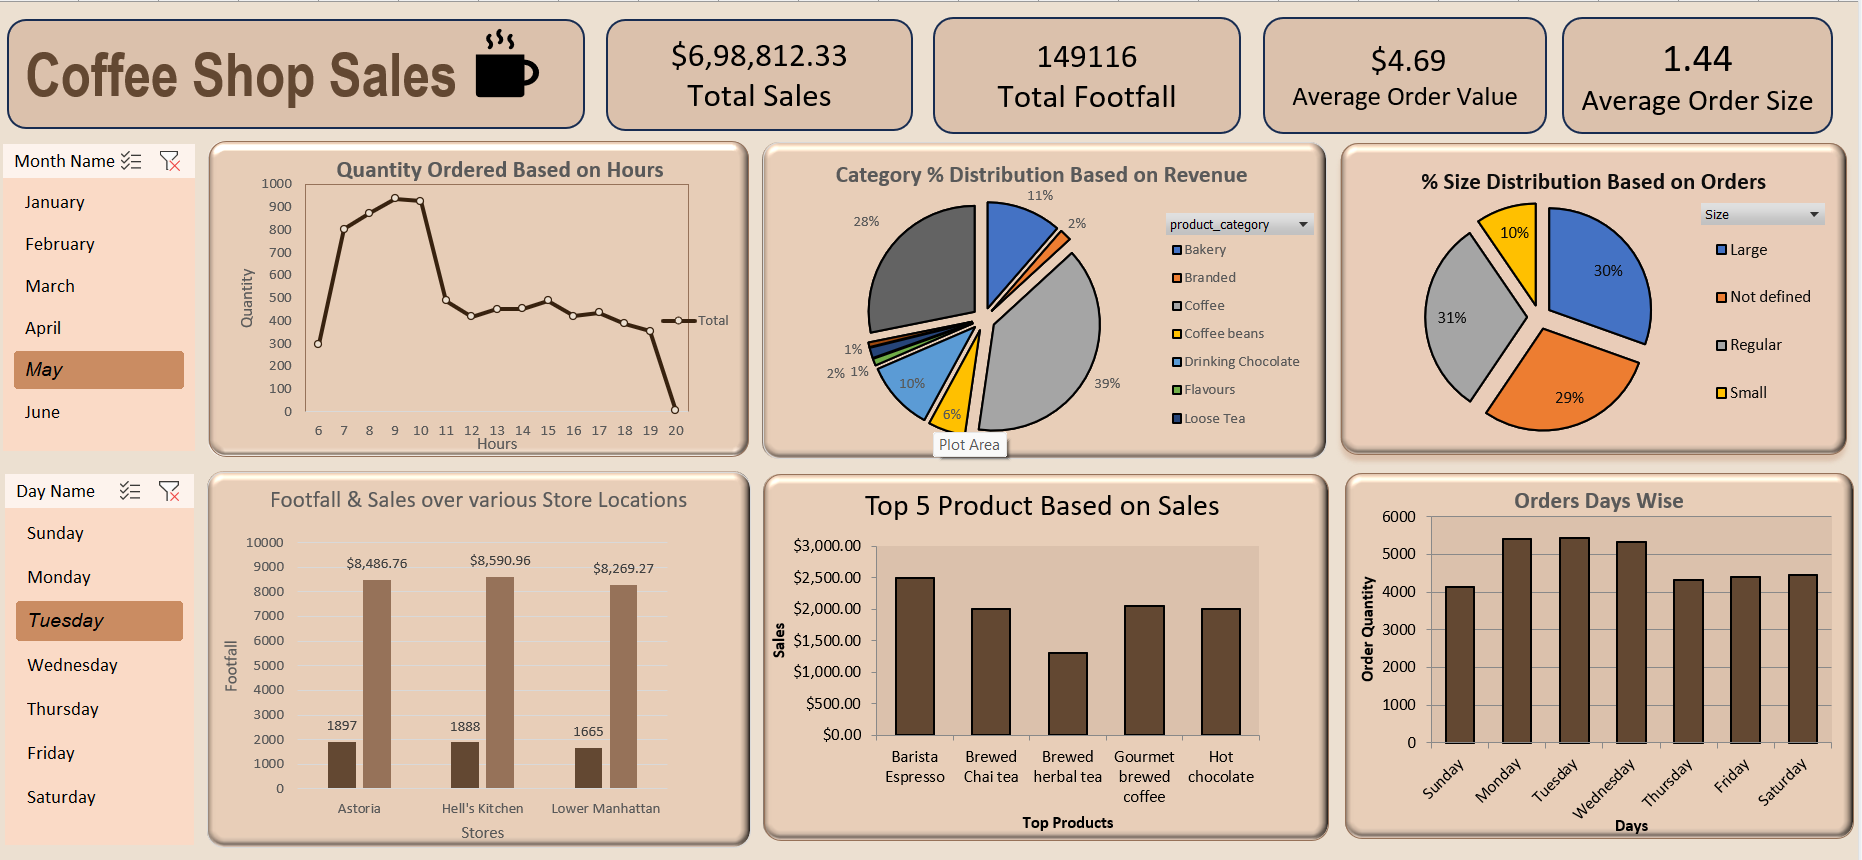 Coffee Shop Sales
$6,98,812.33
Total Sales
149116
Total Footfall
$4.69
Average Order Value
1.44
Average Order Size
Month Name
January
February
March
April
May
June
Quantity Ordered Based on Hours
1000
900
800
700
600
500
400
300
200
100
0
Quantity
6 7 8 9 10 11 12 13 14 15 16 17 18 19 20
Hours
Total
Category % Distribution Based on Revenue
11%
2%
28%
39%
1%
2% 1%
10%
6%
Plot Area
product_category
Bakery
Branded
Coffee
Coffee beans
Drinking Chocolate
Flavours
Loose Tea
% Size Distribution Based on Orders
10%
30%
31%
29%
Size
Large
Not defined
Regular
Small
Day Name
Sunday
Monday
Tuesday
Wednesday
Thursday
Friday
Saturday
Footfall & Sales over various Store Locations
10000
9000
8000
7000
6000
5000
4000
3000
2000
1000
0
Footfall
$8,486.76
$8,590.96
$8,269.27
1897
1888
1665
Astoria Hell's Kitchen Lower Manhattan
Stores
Top 5 Product Based on Sales
$3,000.00
$2,500.00
$2,000.00
$1,500.00
$1,000.00
$500.00
$0.00
Sales
Barista
Espresso
Brewed
Chai tea
Brewed
herbal tea
Gourmet
brewed
coffee
Hot
chocolate
Top Products
Orders Days Wise
6000
5000
4000
3000
2000
1000
0
Order Quantity
Sunday
Monday
Tuesday
Wednesday
Thursday
Friday
Saturday
Days